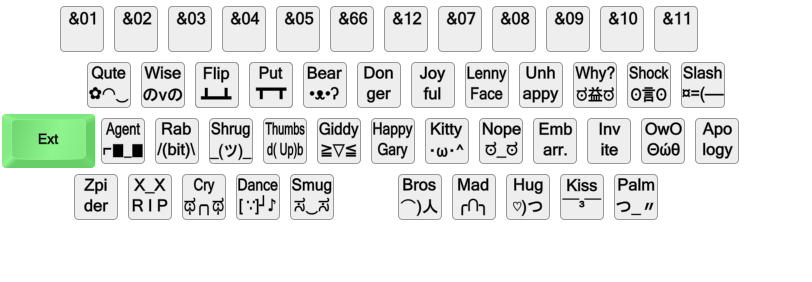 &01 &02 &03 &04 &05 &66 &12 &07 &08 &09 &10 &11
Qute Wise Flip Put Bear Don Joy Lenny Unh Why? Shock Slash
✿◠‿ のvの ┻━┻ ┳━┳ •ᴥ•ʔ ger ful Face appy ಠ益ಠ ʘ言ʘ ¤=(—
Ext
Agent Rab Shrug Thumbs Giddy Happy Kitty Nope Emb Inv OwO Apo
⌐■_■ /(bit)\ _(ツ)_ d( Up)b ≧▽≦ Gary ･ω･^ ಠ_ಠ arr. ite Θώθ logy
Zpi X_X Cry Dance Smug Bros Mad Hug Kiss Palm
der R I P ಥ╭╮ಥ [ ∵]┘♪ ಸ‿ಸ ⌒)人 ╭∩╮ ♡)つ ￣³￣ つ_〃